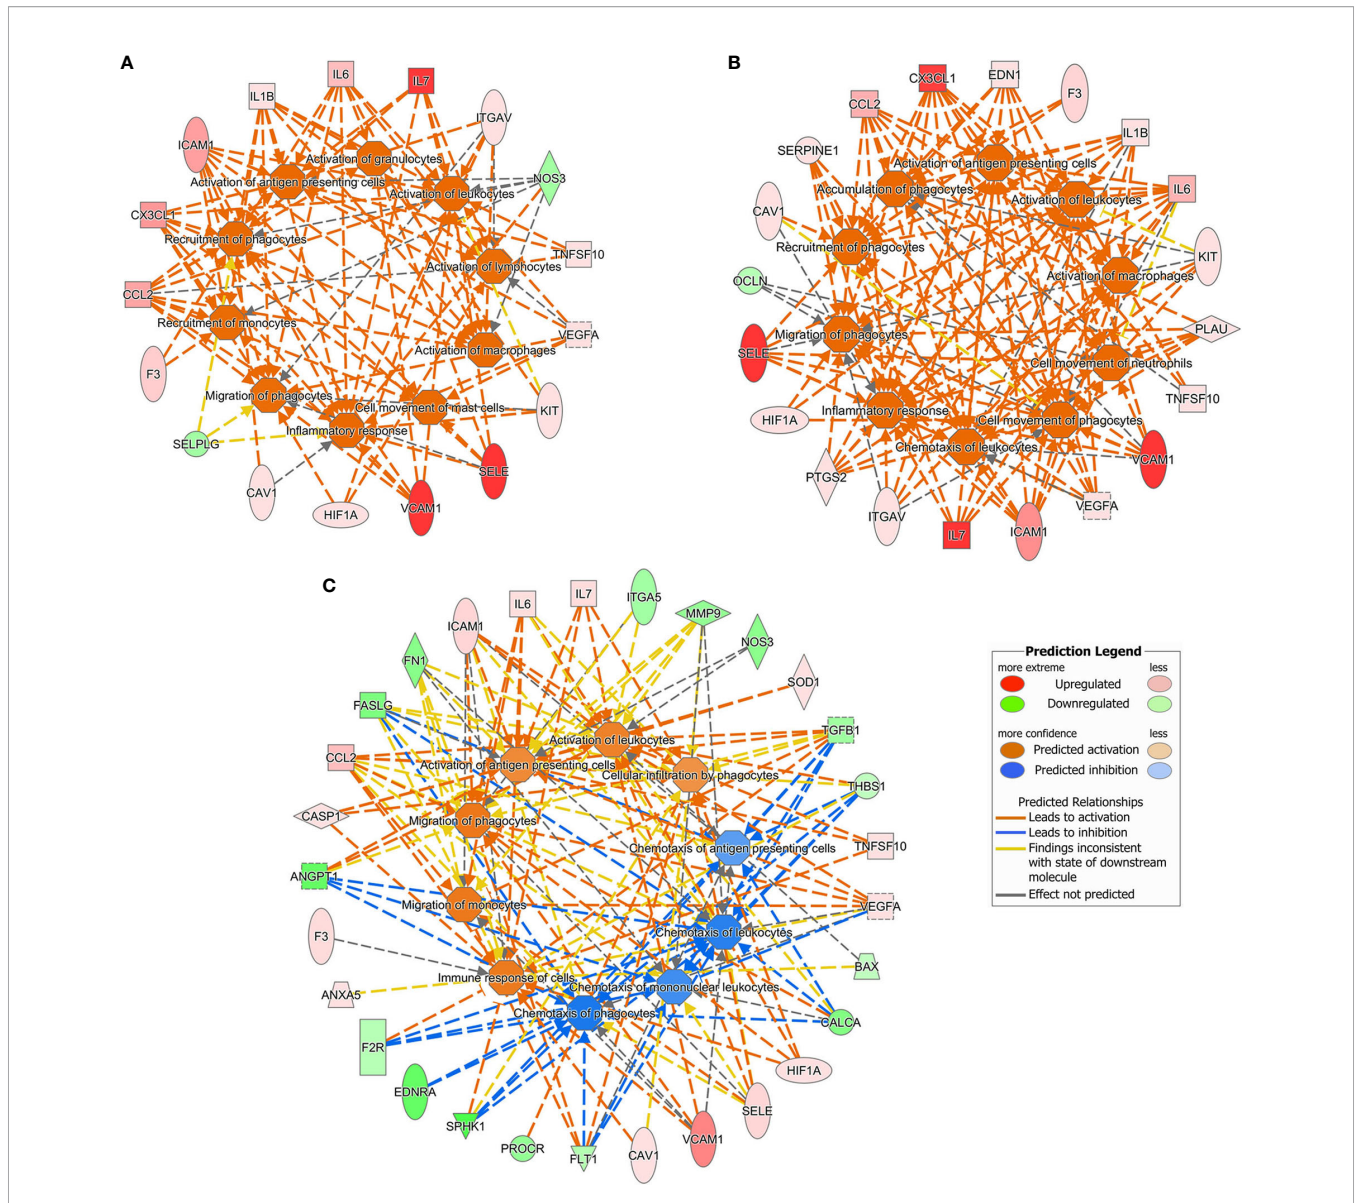 A
IL6
IL7
IL1B
ITGAV
ICAM1
Activation of granulocytes
Activation of antigen presenting cells
NOS3
Activation of leukocytes
CX3CL1
Recruitment of phagocytes
TNFSF10
Activation of lymphocytes
CCL2
Recruitment of monocytes
VEGFA
Activation of macrophages
F3
Migration of phagocytes
Cell movement of mast cells
KIT
Inflammatory response
SELPLG
SELE
CAV1
HIF1A
VCAM1
B
CX3CL1
EDN1
F3
CCL2
IL1B
SERPINE1
Activation of antigen presenting cells
Accumulation of phagocytes
IL6
Activation of leukocytes
CAV1
Recruitment of phagocytes
KIT
Activation of macrophages
OCLN
Migration of phagocytes
PLAU
SELE
Cell movement of neutrophils
TNFSF10
HIF1A
Inflammatory response
Cell movement of phagocytes
Chemotaxis of leukocytes
VCAM1
PTGS2
VEGFA
ITGAV
IL7
ICAM1
C
IL6
IL7
ITGA5
MMP9
ICAM1
NOS3
FN1
SOD1
FASLG
TGFB1
Activation of leukocytes
CCL2
Activation of antigen presenting cells
Cellular infiltration by phagocytes
THBS1
CASP1
Migration of phagocytes
Chemotaxis of antigen presenting cells
TNFSF10
ANGPT1
Migration of monocytes
VEGFA
F3
Chemotaxis of leukocytes
BAX
Immune response of cells
Chemotaxis of mononuclear leukocytes
ANXA5
Chemotaxis of phagocytes
CALCA
F2R
HIF1A
EDNRA
SELE
SPHK1
VCAM1
PROCR
FLT1
CAV1
Prediction Legend
more extreme less
Upregulated
Downregulated
more confidence less
Predicted activation
Predicted inhibition
Predicted Relationships
Leads to activation
Leads to inhibition
Findings inconsistent
with state of downstream
molecule
Effect not predicted